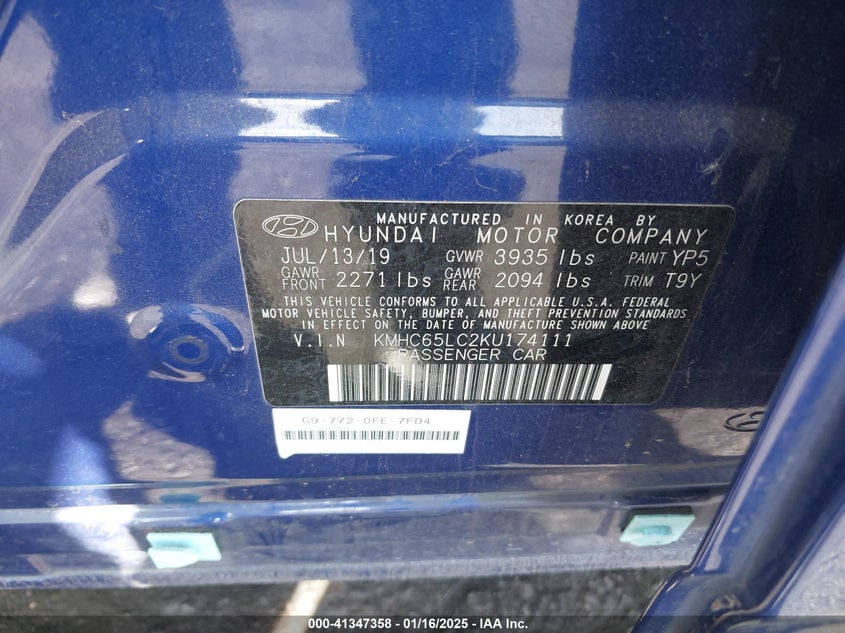 MANUFACTURED IN KOREA BY
HYUNDAI MOTOR COMPANY
JUL/13/19 GVWR 3935 lbs PAINT YP5
GAWR FRONT 2271 lbs GAWR REAR 2094 lbs TRIM T9Y
THIS VEHICLE CONFORMS TO ALL APPLICABLE U.S.A. FEDERAL
MOTOR VEHICLE SAFETY, BUMPER, AND THEFT PREVENTION STANDARDS
IN EFFECT ON THE DATE OF MANUFACTURE SHOWN ABOVE
V.I.N KMHC65LC2KU174111
PASSENGER CAR
G9-772-0FE-7FD4
000-41347358 - 01/16/2025 - IAA Inc.